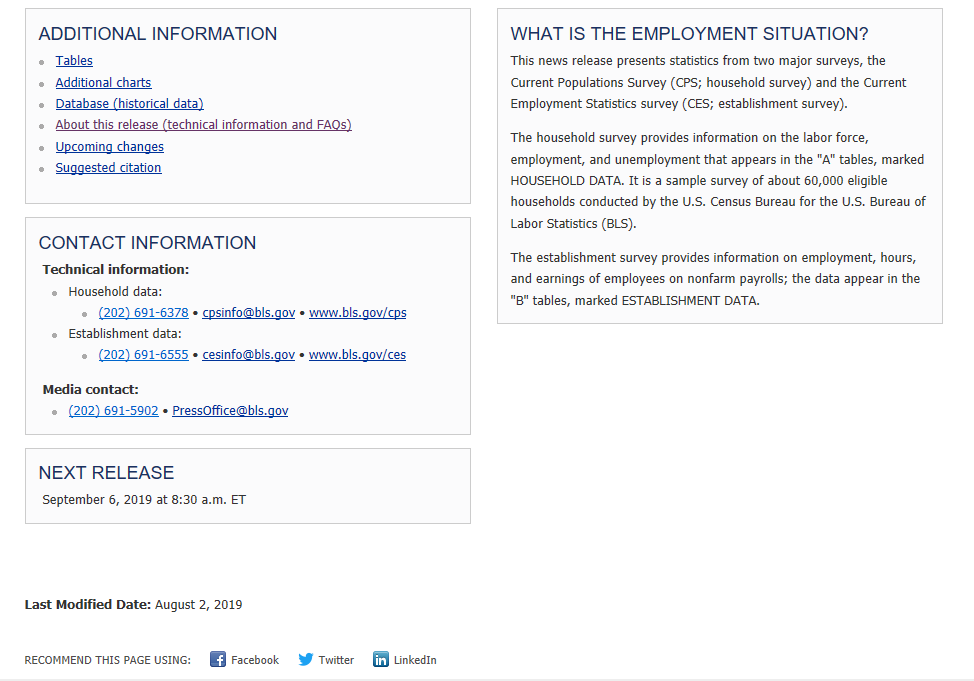 ADDITIONAL INFORMATION
Tables
Additional charts
Database (historical data)
About this release (technical information and FAQs)
Upcoming changes
Suggested citation
CONTACT INFORMATION
Technical information:
Household data:
(202) 691-6378 • cpsinfo@bls.gov • www.bls.gov/cps
Establishment data:
(202) 691-6555 • cesinfo@bls.gov • www.bls.gov/ces
Media contact:
(202) 691-5902 • PressOffice@bls.gov
NEXT RELEASE
September 6, 2019 at 8:30 a.m. ET
WHAT IS THE EMPLOYMENT SITUATION?
This news release presents statistics from two major surveys, the
Current Populations Survey (CPS; household survey) and the Current
Employment Statistics survey (CES; establishment survey).
The household survey provides information on the labor force,
employment, and unemployment that appears in the "A" tables, marked
HOUSEHOLD DATA. It is a sample survey of about 60,000 eligible
households conducted by the U.S. Census Bureau for the U.S. Bureau of
Labor Statistics (BLS).
The establishment survey provides information on employment, hours,
and earnings of employees on nonfarm payrolls; the data appear in the
"B" tables, marked ESTABLISHMENT DATA.
Last Modified Date: August 2, 2019
RECOMMEND THIS PAGE USING: Facebook Twitter LinkedIn